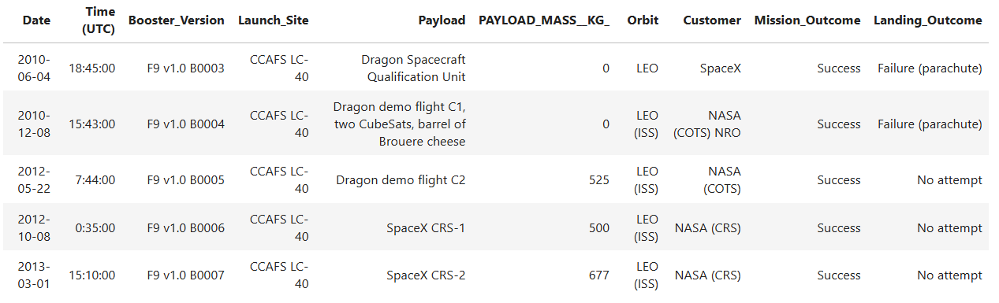 Date Time (UTC) Booster_Version Launch_Site Payload PAYLOAD_MASS__KG_ Orbit Customer Mission_Outcome Landing_Outcome
2010-06-04 18:45:00 F9 v1.0 B0003 CCAFS LC-40 Dragon Spacecraft Qualification Unit 0 LEO SpaceX Success Failure (parachute)
2010-12-08 15:43:00 F9 v1.0 B0004 CCAFS LC-40 Dragon demo flight C1, two CubeSats, barrel of Brouere cheese 0 LEO (ISS) NASA (COTS) NRO Success Failure (parachute)
2012-05-22 7:44:00 F9 v1.0 B0005 CCAFS LC-40 Dragon demo flight C2 525 LEO (ISS) NASA (COTS) Success No attempt
2012-10-08 0:35:00 F9 v1.0 B0006 CCAFS LC-40 SpaceX CRS-1 500 LEO (ISS) NASA (CRS) Success No attempt
2013-03-01 15:10:00 F9 v1.0 B0007 CCAFS LC-40 SpaceX CRS-2 677 LEO (ISS) NASA (CRS) Success No attempt